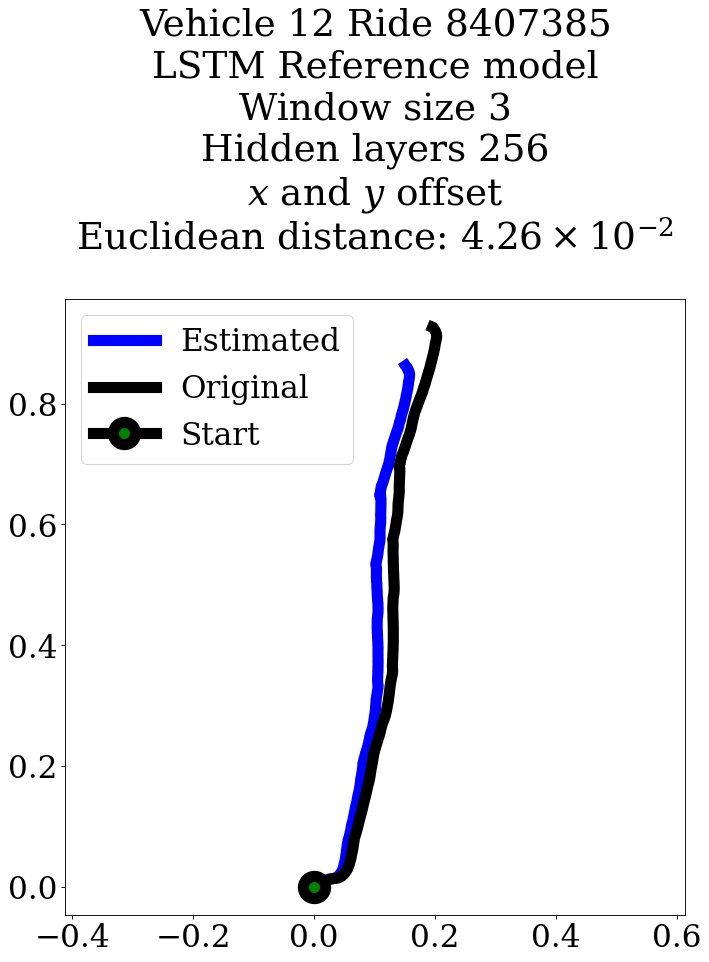 Vehicle 12 Ride 8407385
LSTM Reference model
Window size 3
Hidden layers 256
x and y offset
Euclidean distance: 4.26 × 10⁻²
Estimated
Original
Start
0.8
0.6
0.4
0.2
0.0
−0.4 −0.2 0.0 0.2 0.4 0.6